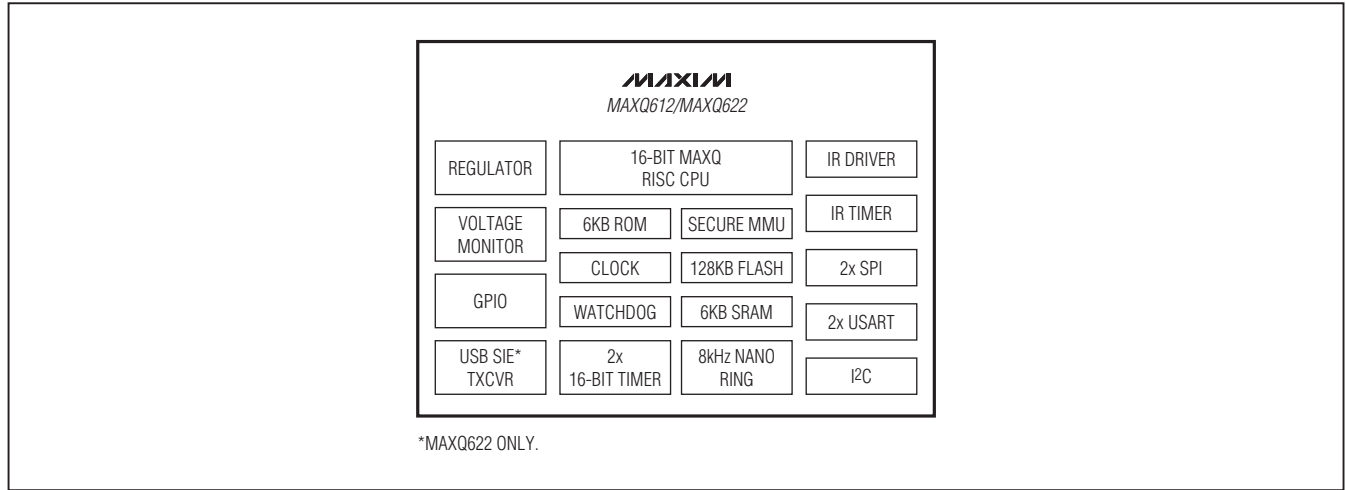 MAXIM
MAXQ612/MAXQ622
REGULATOR
16-BIT MAXQ
RISC CPU
IR DRIVER
VOLTAGE
MONITOR
6KB ROM
SECURE MMU
IR TIMER
CLOCK
128KB FLASH
2x SPI
GPIO
WATCHDOG
6KB SRAM
2x USART
USB SIE*
TXCVR
2x
16-BIT TIMER
8kHz NANO
RING
I²C
*MAXQ622 ONLY.